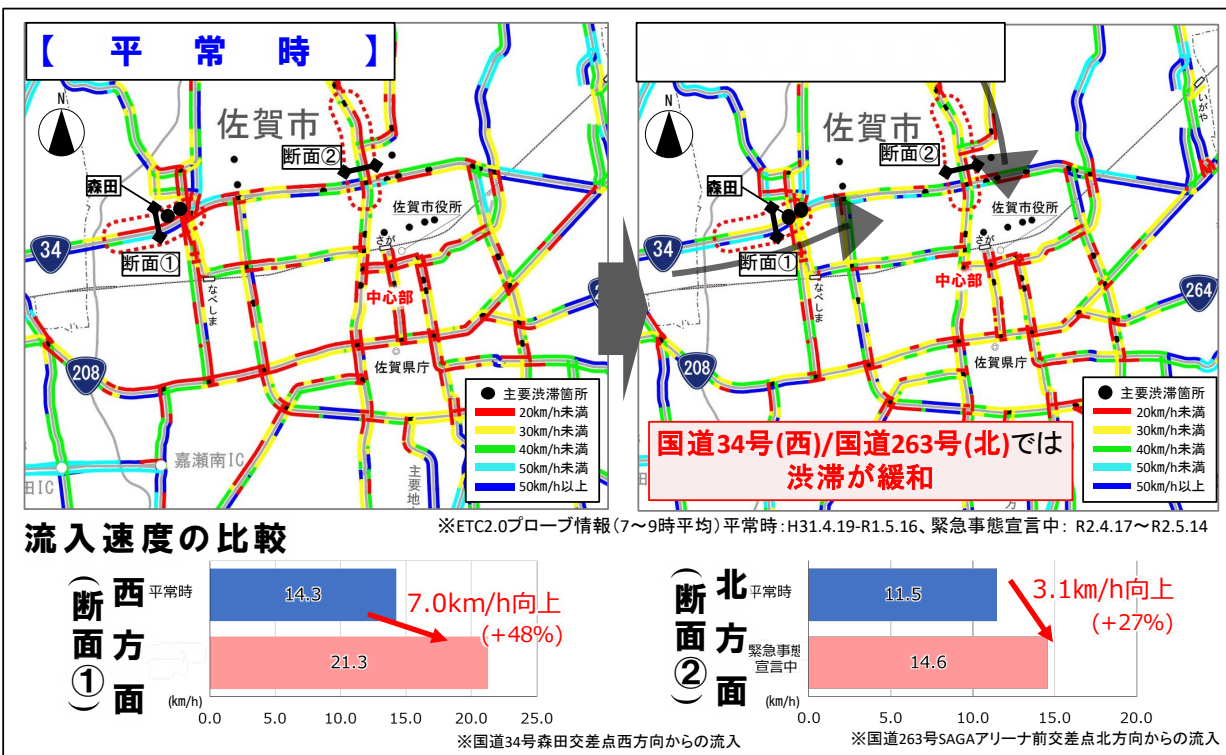 【 平 常 時 】
N
佐賀市
断面②
森田
34
断面①
佐賀市役所
さが
なべしま
中心部
208
佐賀県庁
嘉瀬南IC
田IC
主要地
主要渋滞箇所
20km/h未満
30km/h未満
40km/h未満
50km/h未満
50km/h以上
N
佐賀市
断面②
森田
34
断面①
佐賀市役所
さが
なべしま
いがや
中心部
264
208
佐賀県庁
主要渋滞箇所
20km/h未満
30km/h未満
40km/h未満
50km/h未満
50km/h以上
国道34号(西)/国道263号(北)では
渋滞が緩和
※ETC2.0プローブ情報(7～9時平均)平常時:H31.4.19-R1.5.16、緊急事態宣言中: R2.4.17～R2.5.14
流入速度の比較
西方面(断面①)
平常時
14.3
21.3
7.0km/h向上
(+48%)
(km/h)
0.0 5.0 10.0 15.0 20.0 25.0
※国道34号森田交差点西方向からの流入
北方面(断面②)
平常時
11.5
緊急事態
宣言中
14.6
3.1km/h向上
(+27%)
(km/h)
0.0 5.0 10.0 15.0 20.0
※国道263号SAGAアリーナ前交差点北方向からの流入